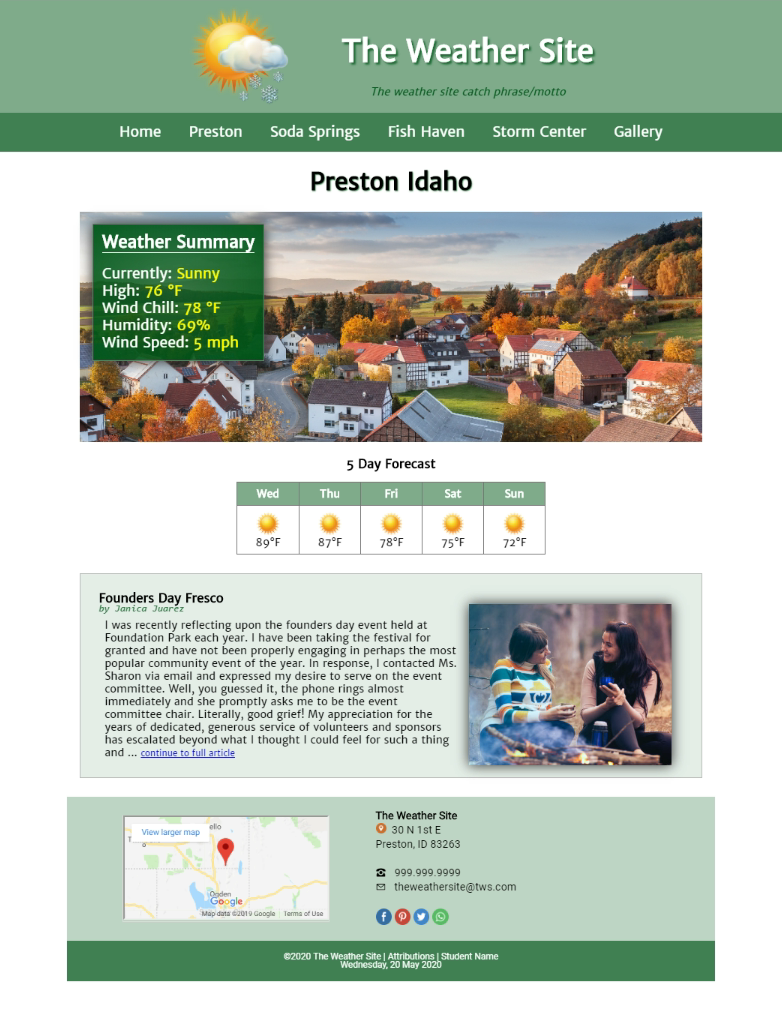 The Weather Site
The weather site catch phrase/motto
Home Preston Soda Springs Fish Haven Storm Center Gallery
Preston Idaho
Weather Summary
Currently: Sunny
High: 76 °F
Wind Chill: 78 °F
Humidity: 69%
Wind Speed: 5 mph
5 Day Forecast
Wed Thu Fri Sat Sun
89°F 87°F 78°F 75°F 72°F
Founders Day Fresco
by Janica Juarez
I was recently reflecting upon the founders day event held at
Foundation Park each year. I have been taking the festival for
granted and have not been properly engaging in perhaps the most
popular community event of the year. In response, I contacted Ms.
Sharon via email and expressed my desire to serve on the event
committee. Well, you guessed it, the phone rings almost
immediately and she promptly asks me to be the event
committee chair. Literally, good grief! My appreciation for the
years of dedicated, generous service of volunteers and sponsors
has escalated beyond what I thought I could feel for such a thing
and ... continue to full article
View larger map
Ogden
Google
Map data ©2019 Google Terms of Use
The Weather Site
30 N 1st E
Preston, ID 83263
999.999.9999
theweathersite@tws.com
©2020 The Weather Site | Attributions | Student Name
Wednesday, 20 May 2020